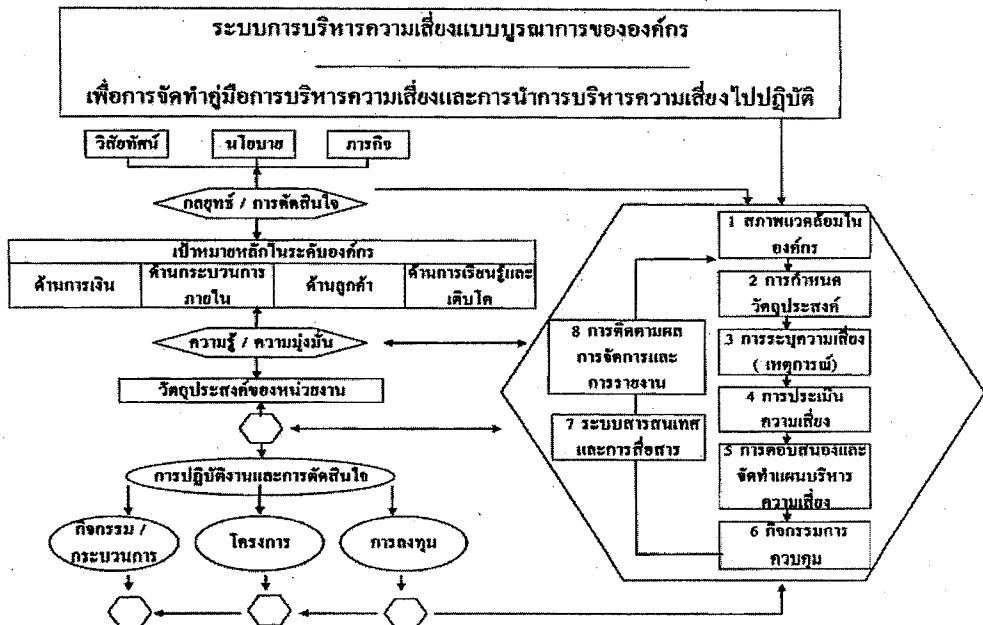 ระบบการบริหารความเสี่ยงแบบบูรณาการขององค์กร
เพื่อการจัดทำคู่มือการบริหารความเสี่ยงและการนำการบริหารความเสี่ยงไปปฏิบัติ
วิสัยทัศน์
นโยบาย
ภารกิจ
กลยุทธ์ / การตัดสินใจ
เป้าหมายหลักในระดับองค์กร
ด้านการเงิน
ด้านกระบวนการ
ภายใน
ด้านลูกค้า
ด้านการเรียนรู้และ
เติบโต
ความรู้ / ความมุ่งมั่น
วัตถุประสงค์ของหน่วยงาน
การปฏิบัติงานและการตัดสินใจ
กิจกรรม /
กระบวนการ
โครงการ
การลงทุน
1 สภาพแวดล้อมใน
องค์กร
2 การกำหนด
วัตถุประสงค์
3 การระบุความเสี่ยง
( เหตุการณ์)
4 การประเมิน
ความเสี่ยง
5 การตอบสนองและ
จัดทำแผนบริหาร
ความเสี่ยง
6 กิจกรรมการ
ควบคุม
7 ระบบสารสนเทศ
และการสื่อสาร
8 การติดตามผล
การจัดการและ
การรายงาน